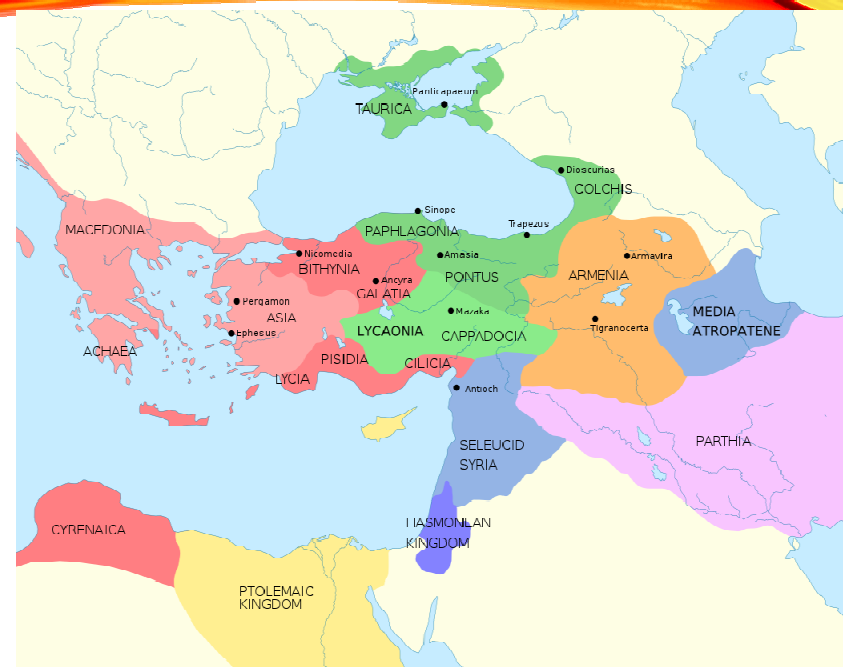 Panticapaeum
TAURICA
Dioscurias
COLCHIS
Sinope
Trapezus
MACEDONIA
PAPHLAGONIA
Nicomedia
Amasia
Armavira
BITHYNIA
PONTUS
ARMENIA
Ancyra
GALATIA
Pergamon
Mazaka
MEDIA
ATROPATENE
ASIA
Ephesus
LYCAONIA
CAPPADOCIA
Tigranocerta
ACHAEA
PISIDIA
CILICIA
LYCIA
Antioch
SELEUCID
SYRIA
PARTHIA
CYRENAICA
HASMONEAN
KINGDOM
PTOLEMAIC
KINGDOM